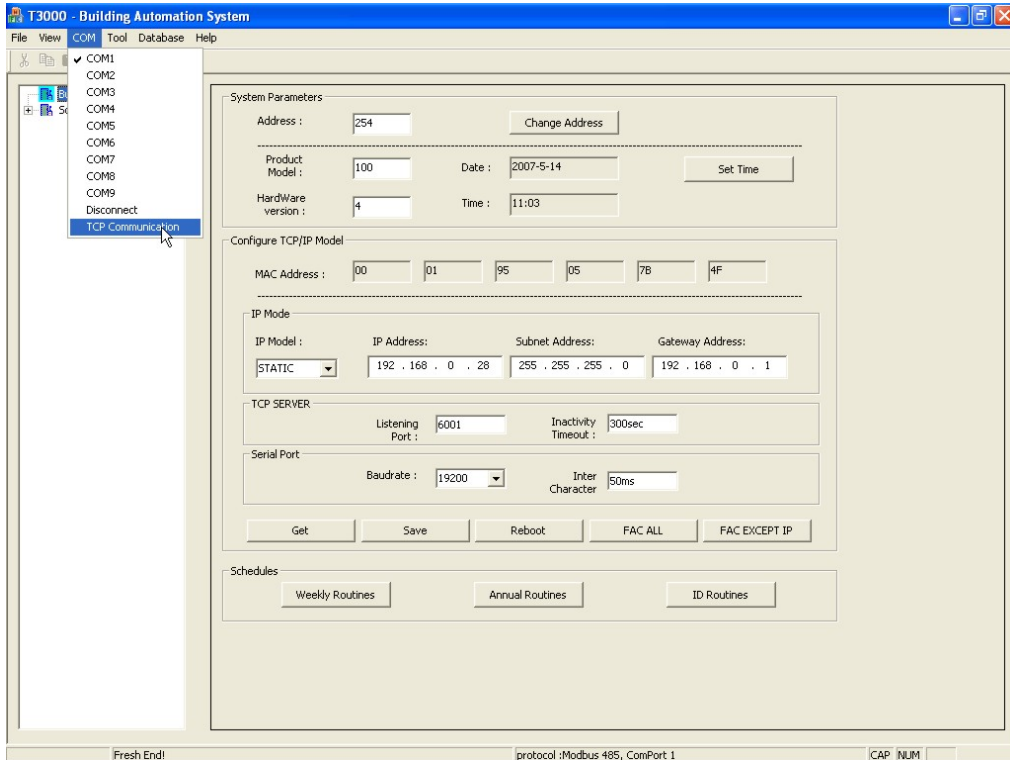 T3000 - Building Automation System
File View COM Tool Database Help
COM1
COM2
COM3
COM4
COM5
COM6
COM7
COM8
COM9
Disconnect
TCP Communication
System Parameters
Address : 254 Change Address
Product Model : 100 Date : 2007-5-14 Set Time
HardWare version : 4 Time : 11:03
Configure TCP/IP Model
MAC Address : 00 01 95 05 7B 4F
IP Mode
IP Model : IP Address: Subnet Address: Gateway Address:
STATIC 192 . 168 . 0 . 28 255 . 255 . 255 . 0 192 . 168 . 0 . 1
TCP SERVER
Listening Port : 6001 Inactivity Timeout : 300sec
Serial Port
Baudrate : 19200 Inter Character 50ms
Get Save Reboot FAC ALL FAC EXCEPT IP
Schedules
Weekly Routines Annual Routines ID Routines
Fresh End! protocol :Modbus 485, ComPort 1 CAP NUM